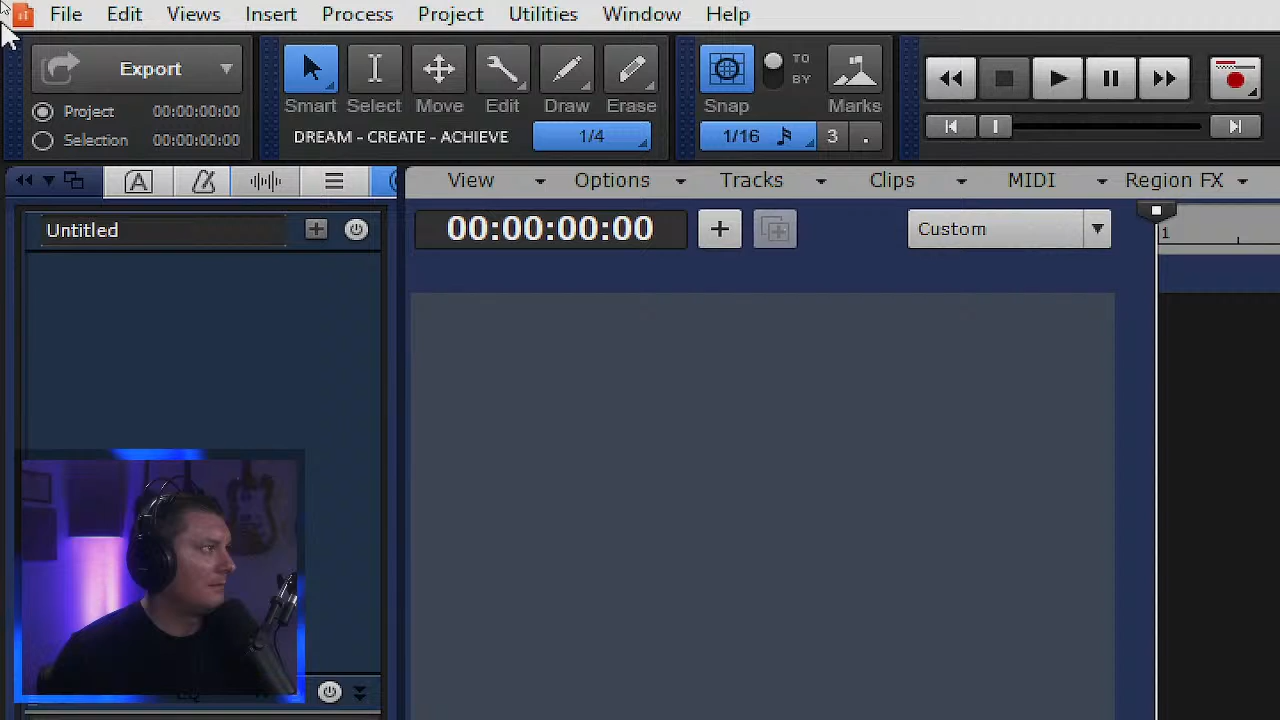 File Edit Views Insert Process Project Utilities Window Help
Export
Project 00:00:00:00
Selection 00:00:00:00
Smart Select Move Edit Draw Erase
DREAM - CREATE - ACHIEVE 1/4
TO
BY
Snap Marks
1/16 3 .
View Options Tracks Clips MIDI Region FX
Untitled
00:00:00:00
Custom
1